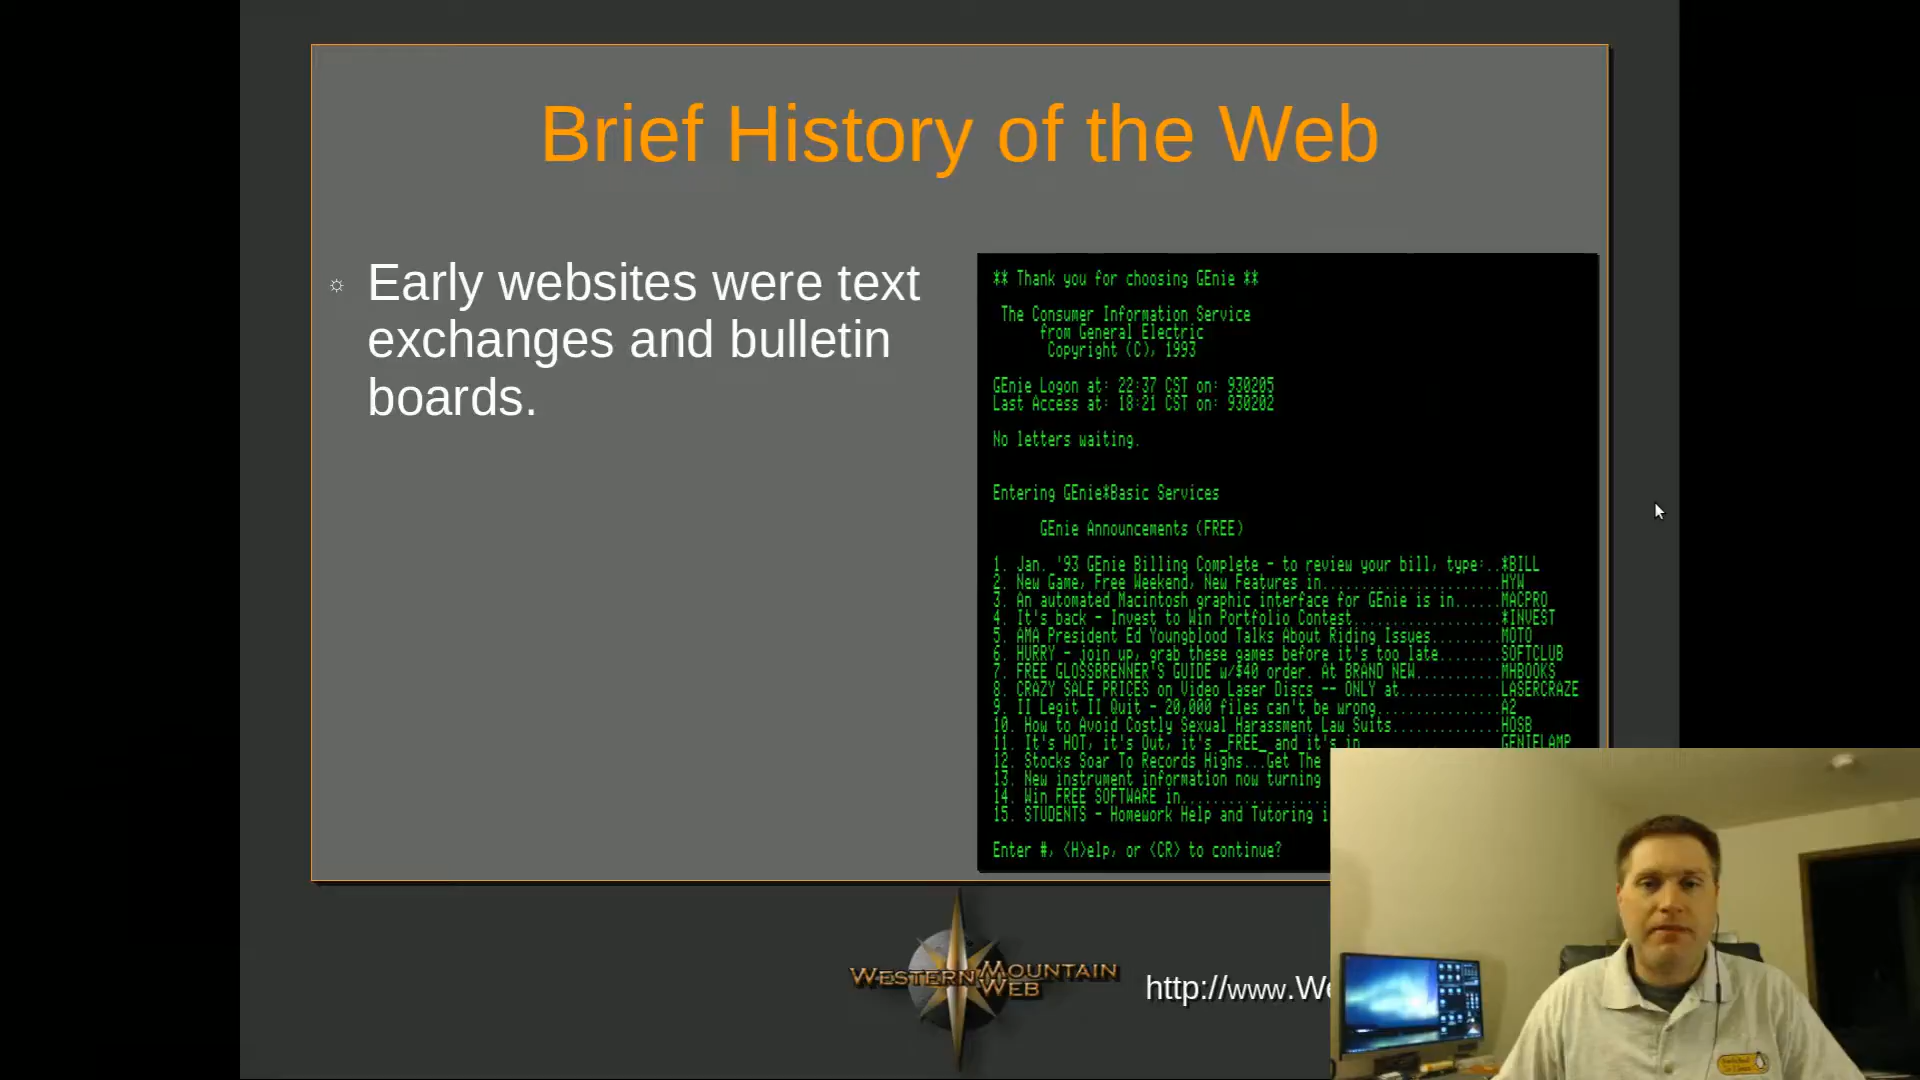 Brief History of the Web
Early websites were text
exchanges and bulletin
boards.
** Thank you for choosing GEnie **
The Consumer Information Service
from General Electric
Copyright (C), 1993
GEnie Logon at: 22:37 CST on: 930205
Last Access at: 18:21 CST on: 930202
No letters waiting.
Entering GEnie*Basic Services
GEnie Announcements (FREE)
1. Jan. '93 GEnie Billing Complete - to review your bill, type:..*BILL
2. New Game, Free Weekend, New Features in.......................HYW
3. An automated Macintosh graphic interface for GEnie is in......MACPRO
4. It's back - Invest to Win Portfolio Contest...................*INVEST
5. AMA President Ed Youngblood Talks About Riding Issues.........MOTO
6. HURRY - join up, grab these games before it's too late........SOFTCLUB
7. FREE GLOSSBRENNER'S GUIDE w/$40 order. At BRAND NEW...........MHBOOKS
8. CRAZY SALE PRICES on Video Laser Discs -- ONLY at.............LASERCRAZE
9. II Legit II Quit - 20,000 files can't be wrong................A2
10. How to Avoid Costly Sexual Harassment Law Suits..............HOSB
11. It's HOT, it's Out, it's _FREE_ and it's in GENIELAMP
12. Stocks Soar To Records Highs...Get The
13. New instrument information now turning
14. Win FREE SOFTWARE in...................
15. STUDENTS - Homework Help and Tutoring i
Enter #, <H>elp, or <CR> to continue?
WESTERN MOUNTAIN
WEB
http://www.We